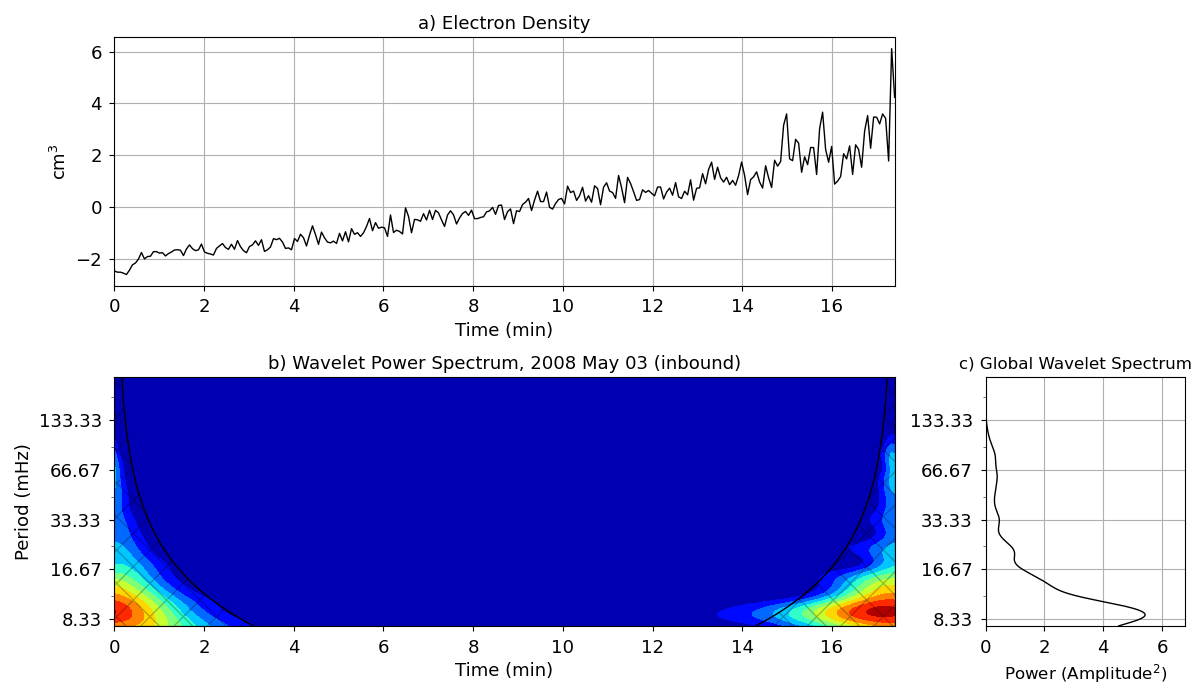 a) Electron Density
6
4
2
0
−2
cm³
0 2 4 6 8 10 12 14 16
Time (min)
b) Wavelet Power Spectrum, 2008 May 03 (inbound)
133.33
66.67
33.33
16.67
8.33
Period (mHz)
0 2 4 6 8 10 12 14 16
Time (min)
c) Global Wavelet Spectrum
133.33
66.67
33.33
16.67
8.33
0 2 4 6
Power (Amplitude²)